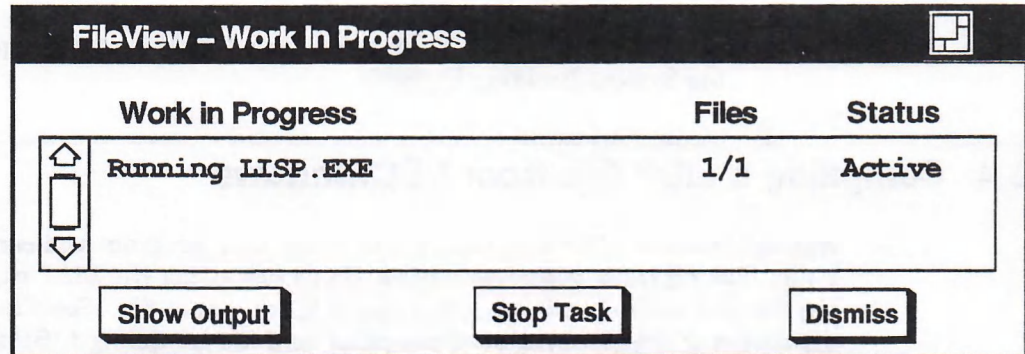 FileView – Work In Progress
Work in Progress Files Status
Running LISP.EXE 1/1 Active
Show Output Stop Task Dismiss